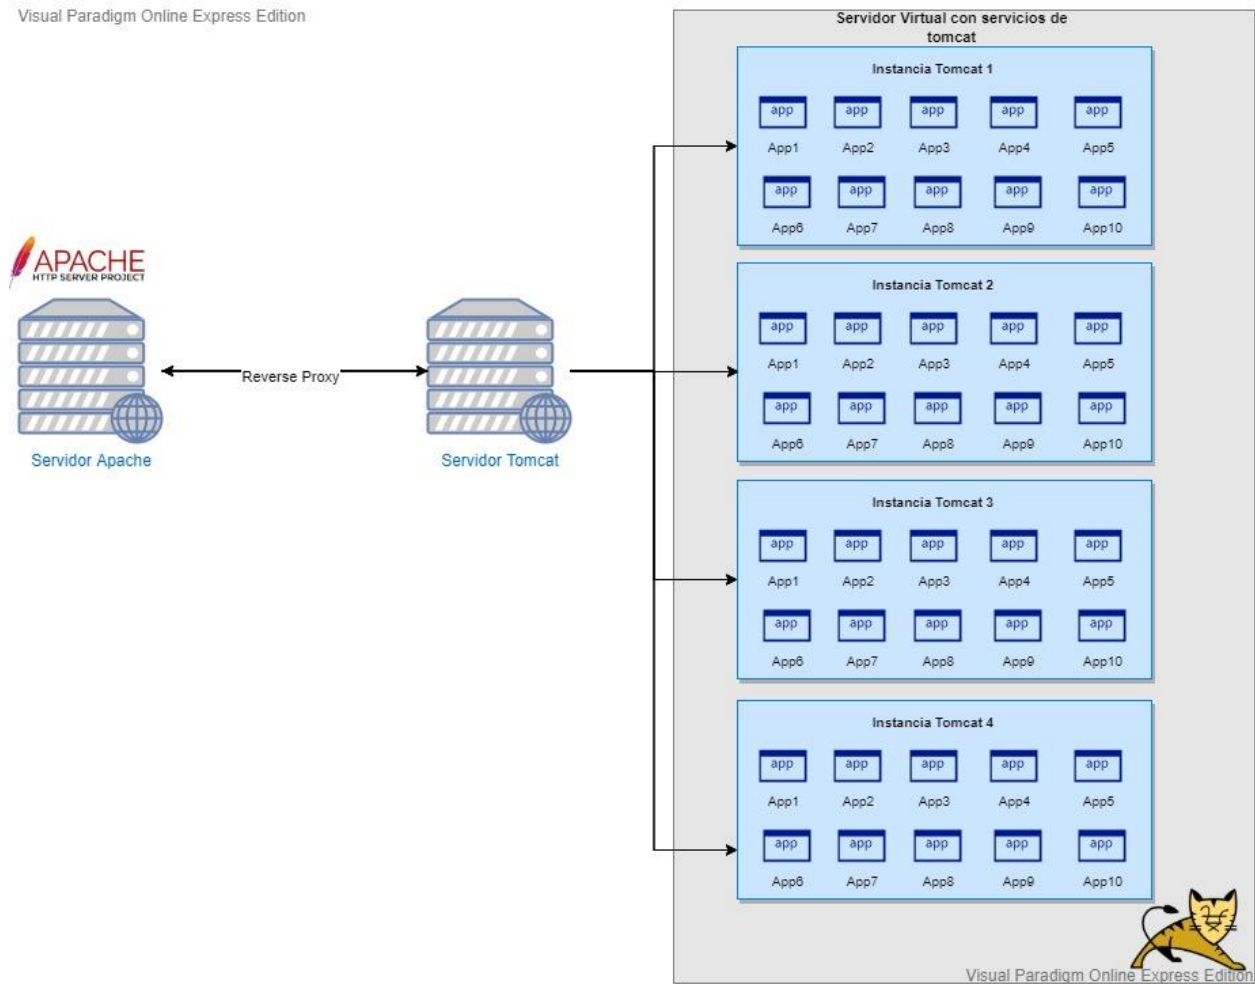 Visual Paradigm Online Express Edition
Servidor Virtual con servicios de
tomcat
Instancia Tomcat 1
app app app app app
App1 App2 App3 App4 App5
app app app app app
App6 App7 App8 App9 App10
Instancia Tomcat 2
app app app app app
App1 App2 App3 App4 App5
app app app app app
App6 App7 App8 App9 App10
APACHE
HTTP SERVER PROJECT
Reverse Proxy
Servidor Apache
Servidor Tomcat
Instancia Tomcat 3
app app app app app
App1 App2 App3 App4 App5
app app app app app
App6 App7 App8 App9 App10
Instancia Tomcat 4
app app app app app
App1 App2 App3 App4 App5
app app app app app
App6 App7 App8 App9 App10
Visual Paradigm Online Express Edition